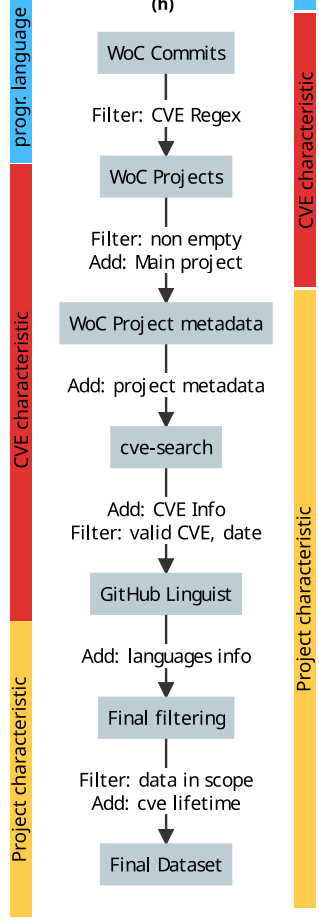 (h)
progr. language
CVE characteristic
Project characteristic
WoC Commits
Filter: CVE Regex
WoC Projects
Filter: non empty
Add: Main project
WoC Project metadata
Add: project metadata
cve-search
Add: CVE Info
Filter: valid CVE, date
GitHub Linguist
Add: languages info
Final filtering
Filter: data in scope
Add: cve lifetime
Final Dataset
CVE characteristic
Project characteristic